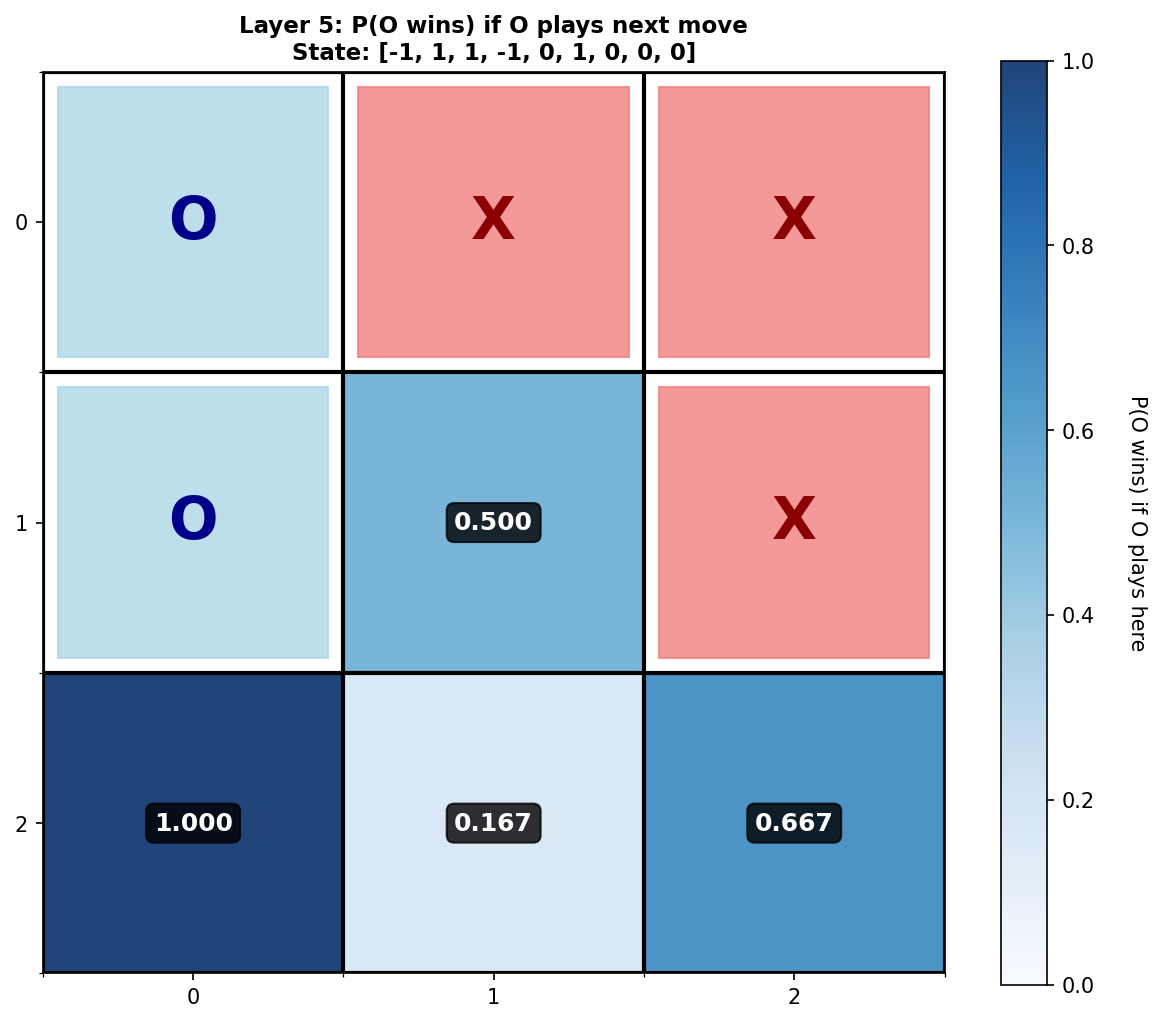 Layer 5: P(O wins) if O plays next move
State: [-1, 1, 1, -1, 0, 1, 0, 0, 0]
0
O
X
X
1
O
0.500
X
2
1.000
0.167
0.667
0
1
2
1.0
0.8
0.6
0.4
0.2
0.0
P(O wins) if O plays here